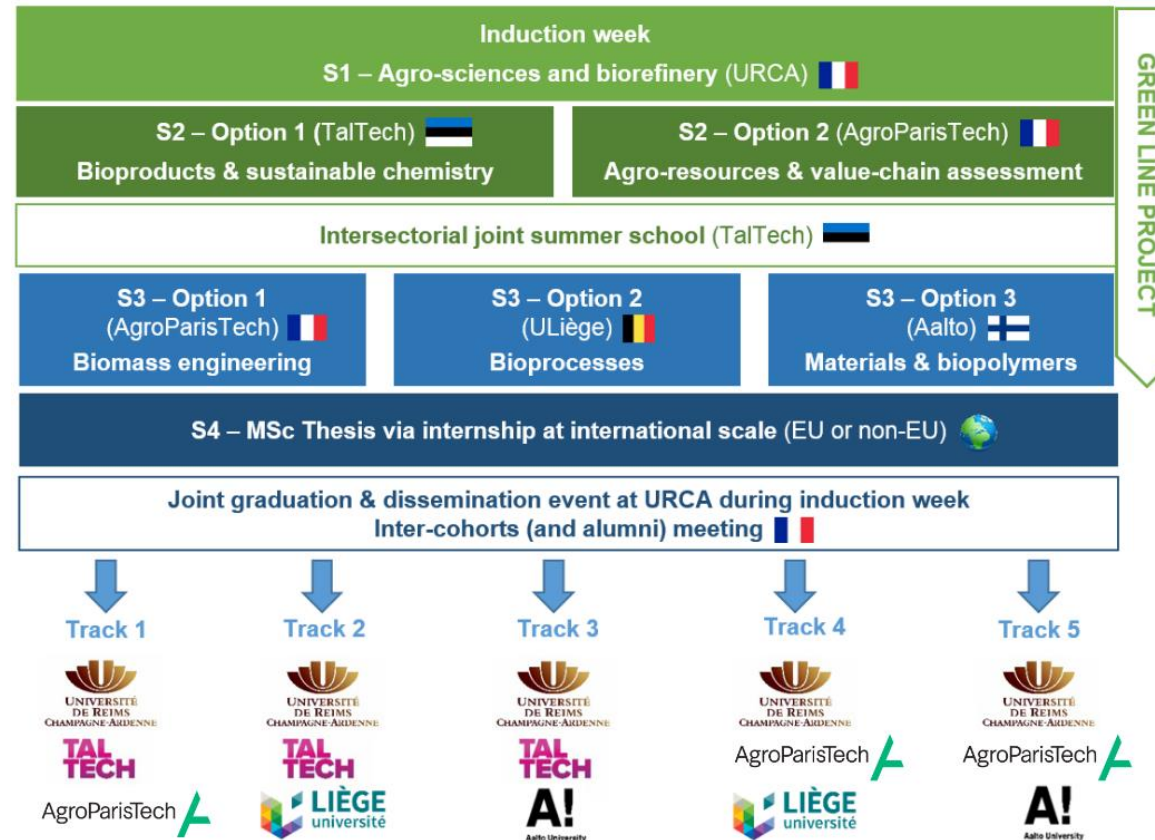 Induction week
S1 – Agro-sciences and biorefinery (URCA)
S2 – Option 1 (TalTech)
Bioproducts & sustainable chemistry
S2 – Option 2 (AgroParisTech)
Agro-resources & value-chain assessment
Intersectorial joint summer school (TalTech)
S3 – Option 1
(AgroParisTech)
Biomass engineering
S3 – Option 2
(ULiège)
Bioprocesses
S3 – Option 3
(Aalto)
Materials & biopolymers
S4 – MSc Thesis via internship at international scale (EU or non-EU)
Joint graduation & dissemination event at URCA during induction week
Inter-cohorts (and alumni) meeting
GREEN LINE PROJECT
Track 1
UNIVERSITÉ
DE REIMS
CHAMPAGNE-ARDENNE
TAL
TECH
AgroParisTech
Track 2
UNIVERSITÉ
DE REIMS
CHAMPAGNE-ARDENNE
TAL
TECH
LIÈGE
université
Track 3
UNIVERSITÉ
DE REIMS
CHAMPAGNE-ARDENNE
TAL
TECH
A!
Aalto University
Track 4
UNIVERSITÉ
DE REIMS
CHAMPAGNE-ARDENNE
AgroParisTech
LIÈGE
université
Track 5
UNIVERSITÉ
DE REIMS
CHAMPAGNE-ARDENNE
AgroParisTech
A!
Aalto University